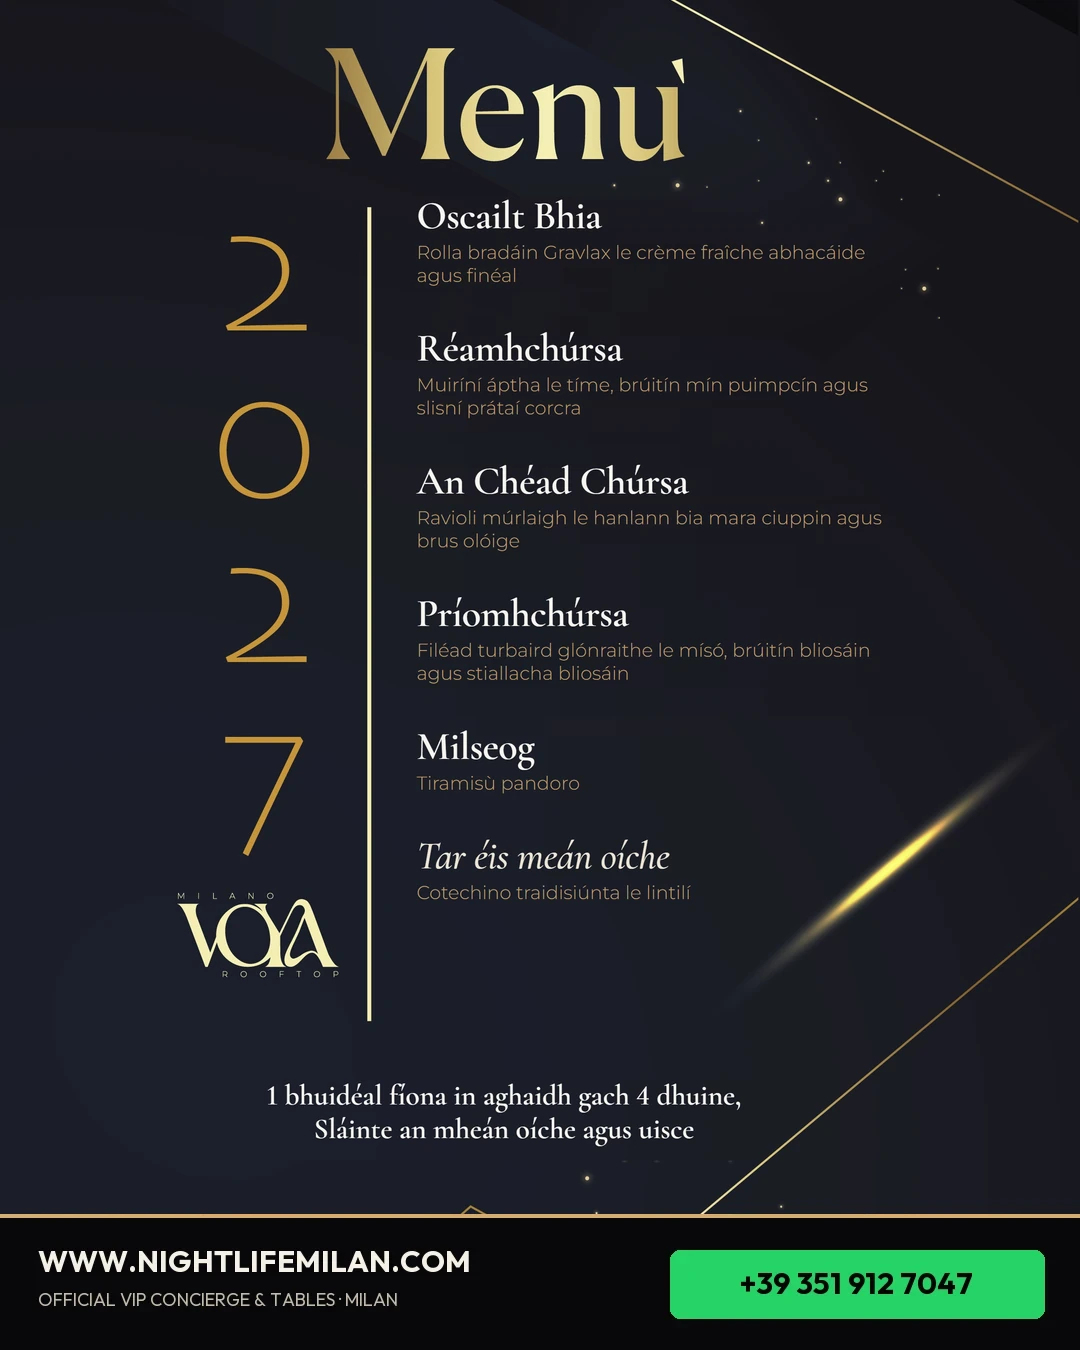 Menù
2
0
2
7
Oscailt Bhia
Rolla bradáin Gravlax le crème fraîche abhacáide
agus finéal
Réamhchúrsa
Muiríní áptha le tíme, brúitín mín puimpcín agus
slisní prátaí corcra
An Chéad Chúrsa
Ravioli múrlaigh le hanlann bia mara ciuppin agus
brus olóige
Príomhchúrsa
Filéad turbaird glónraithe le mísó, brúitín bliosáin
agus stiallacha bliosáin
Milseog
Tiramisù pandoro
Tar éis meán oíche
Cotechino traidisiúnta le lintilí
MILANO
VOYA
ROOFTOP
1 bhuidéal fíona in aghaidh gach 4 dhuine,
Sláinte an mheán oíche agus uisce
WWW.NIGHTLIFEMILAN.COM
OFFICIAL VIP CONCIERGE & TABLES · MILAN
+39 351 912 7047